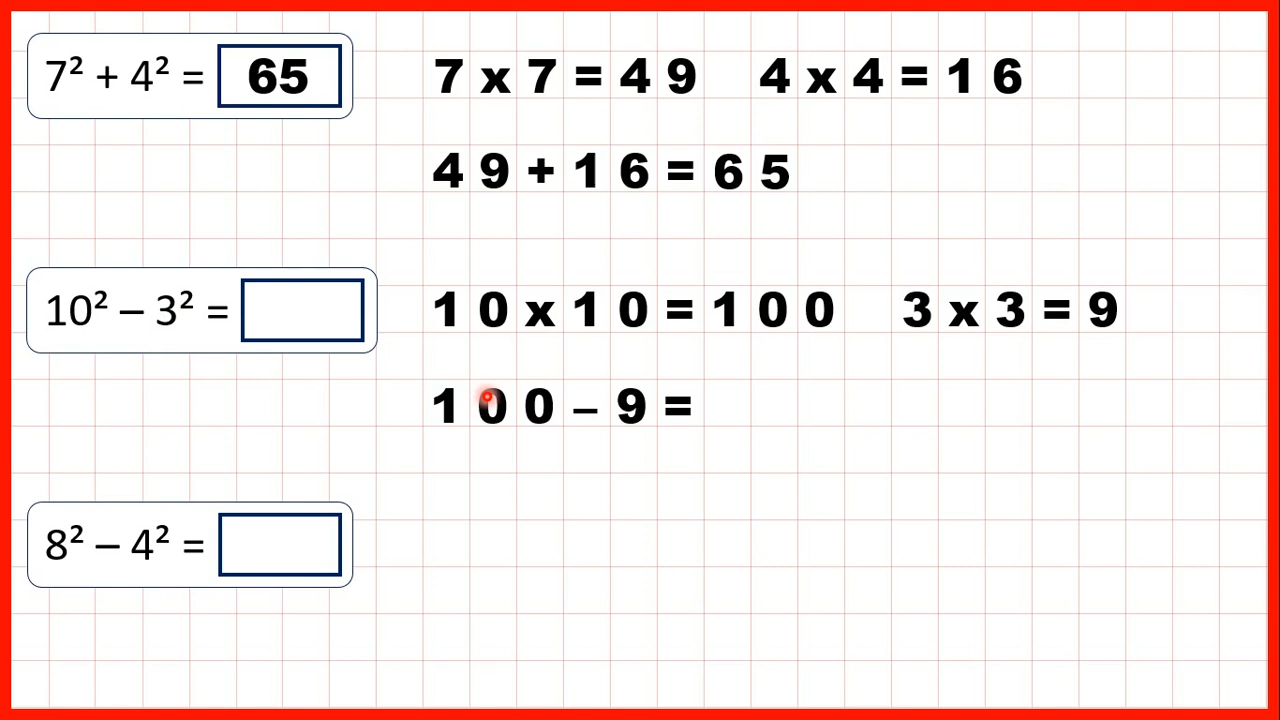 7² + 4² = 65 7 x 7 = 4 9 4 x 4 = 1 6
4 9 + 1 6 = 6 5
10² – 3² = 1 0 x 1 0 = 1 0 0 3 x 3 = 9
1 0 0 – 9 =
8² – 4² =